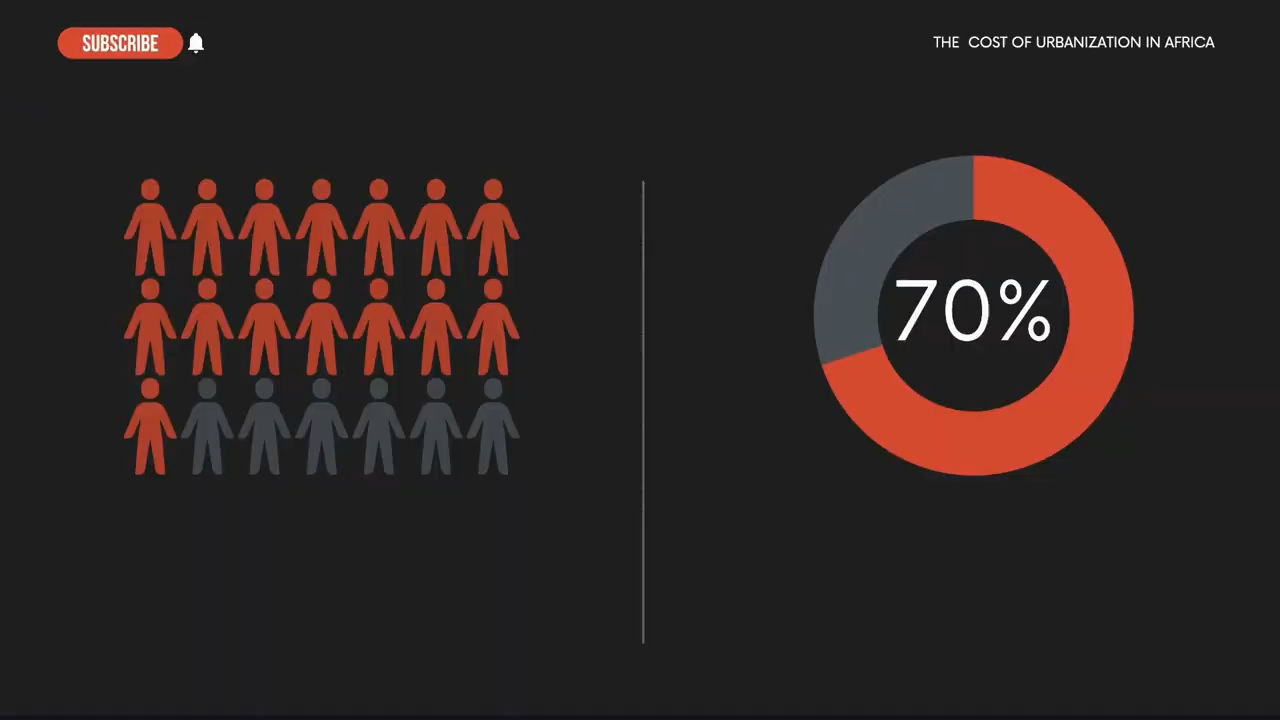 SUBSCRIBE
THE COST OF URBANIZATION IN AFRICA
70%